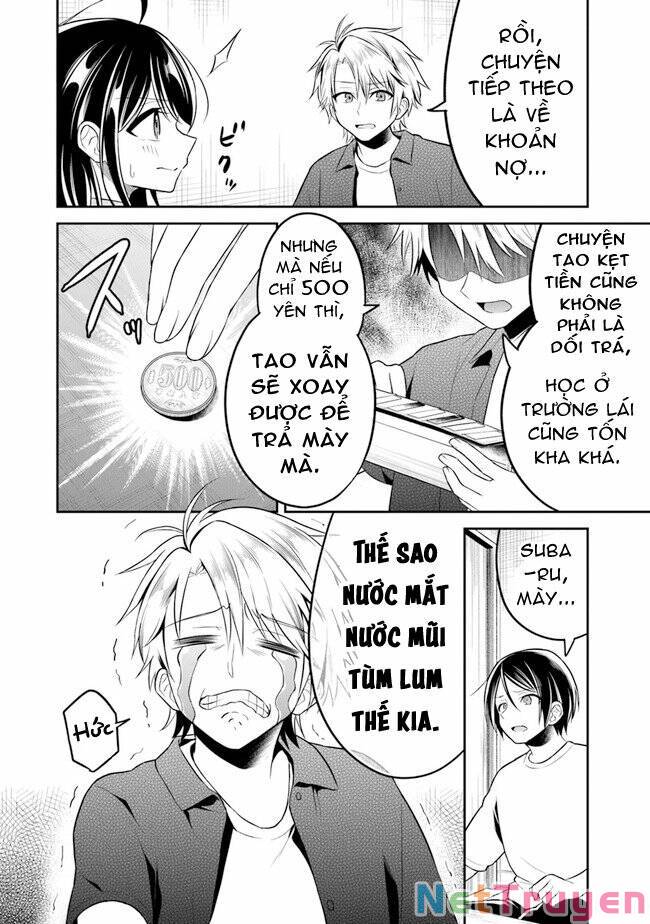 RỒI,
CHUYỆN
TIẾP THEO
LÀ VỀ
KHOẢN
NỢ...
ビクッ
CHUYỆN
TAO KẸT
TIỀN CŨNG
KHÔNG
PHẢI LÀ
DỐI TRÁ,
HỌC Ở
TRƯỜNG LÁI
CŨNG TỐN
KHA KHÁ.
NHƯNG
MÀ NẾU
CHỈ 500
YÊN THÌ,
TAO VẪN
SẼ XOAY
ĐƯỢC ĐỂ
TRẢ MÀY
MÀ.
スッ
500
SUBA
-RU,
MÀY...
THẾ SAO
NƯỚC MẮT
NƯỚC MŨI
TÙM LUM
THẾ KIA.
HỨC
NetTruyen